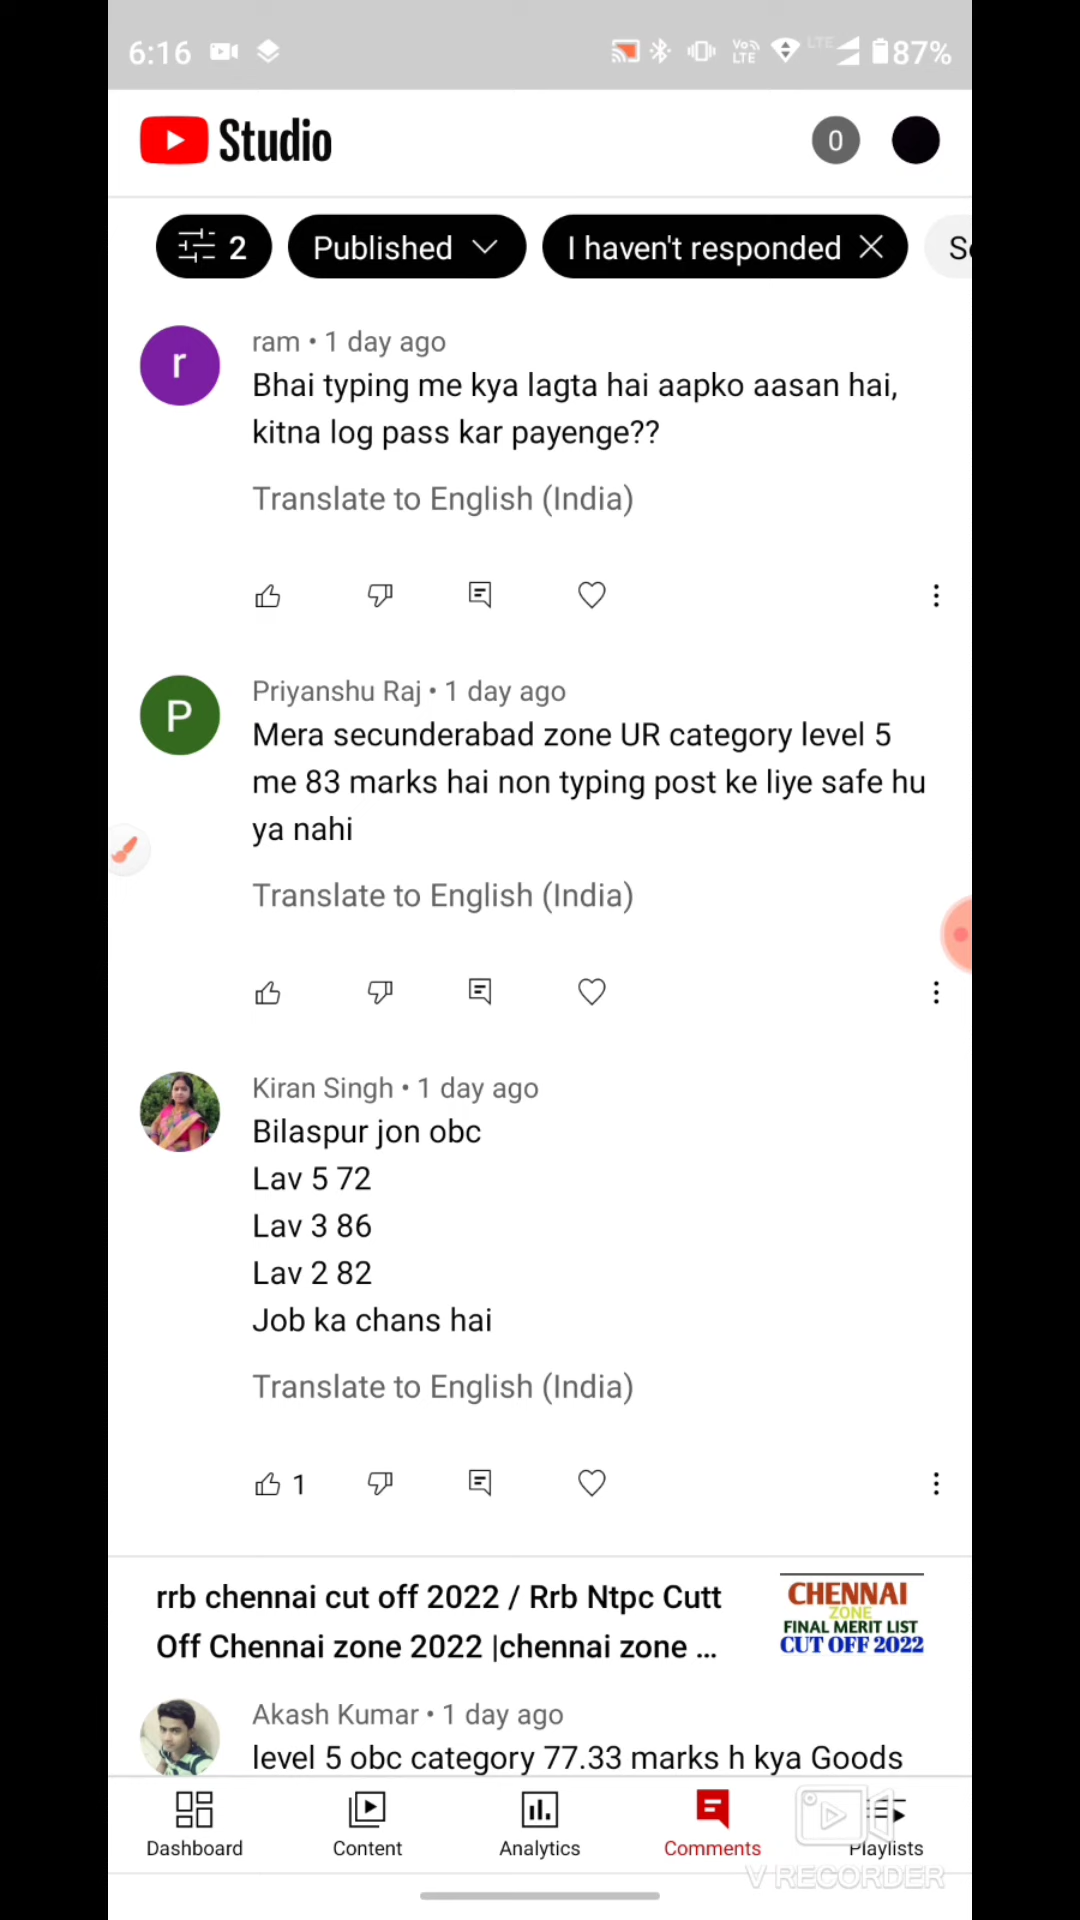 6:16
Vo) LTE
LTE
87%
Studio
0
2
Published
I haven't responded
r
ram • 1 day ago
Bhai typing me kya lagta hai aapko aasan hai,
kitna log pass kar payenge??
Translate to English (India)
P
Priyanshu Raj • 1 day ago
Mera secunderabad zone UR category level 5
me 83 marks hai non typing post ke liye safe hu
ya nahi
Translate to English (India)
Kiran Singh • 1 day ago
Bilaspur jon obc
Lav 5 72
Lav 3 86
Lav 2 82
Job ka chans hai
Translate to English (India)
1
rrb chennai cut off 2022 / Rrb Ntpc Cutt
Off Chennai zone 2022 |chennai zone ...
CHENNAI
ZONE
FINAL MERIT LIST
CUT OFF 2022
Akash Kumar • 1 day ago
level 5 obc category 77.33 marks h kya Goods
Dashboard
Content
Analytics
Comments
Playlists
V RECORDER